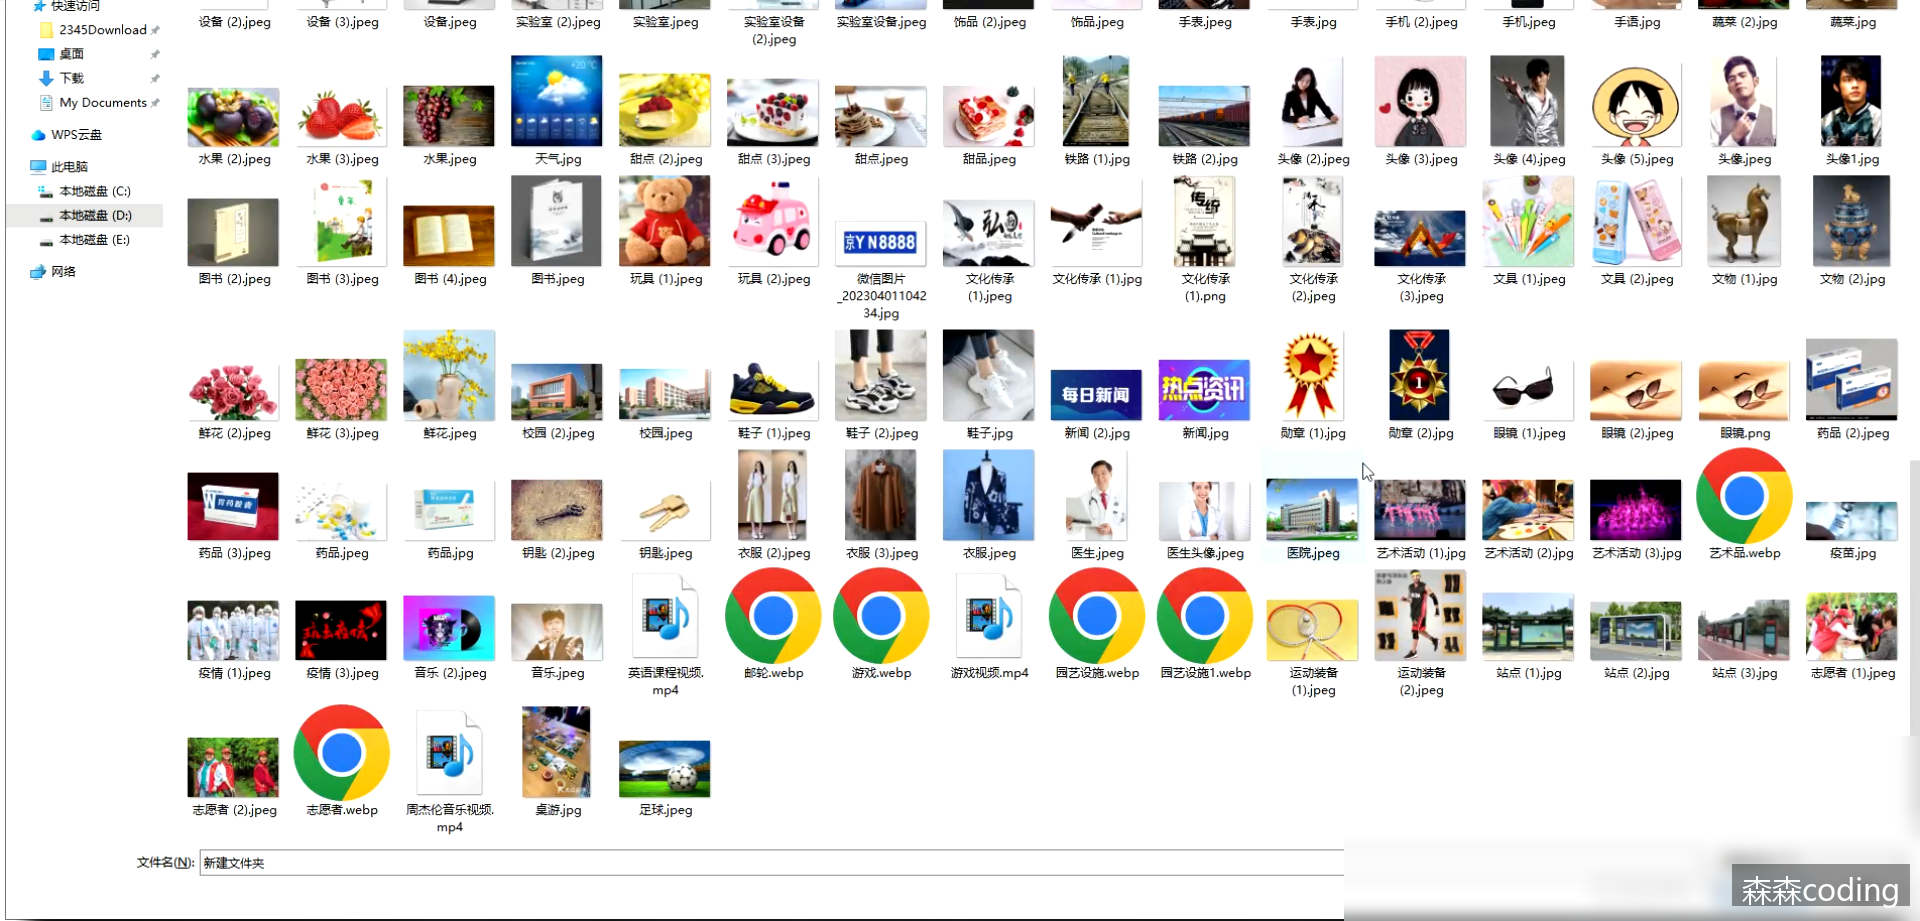 快速访问
2345Download
桌面
下载
My Documents
WPS云盘
此电脑
本地磁盘 (C:)
本地磁盘 (D:)
本地磁盘 (E:)
网络
设备 (2).jpeg
设备 (3).jpeg
设备.jpeg
实验室 (2).jpeg
实验室.jpeg
实验室设备
(2).jpeg
实验室设备.jpeg
饰品 (2).jpeg
饰品.jpeg
手表.jpeg
手表.jpg
手机 (2).jpeg
手机.jpeg
手语.jpg
蔬菜 (2).jpg
蔬菜.jpg
水果 (2).jpeg
水果 (3).jpeg
水果.jpeg
天气.jpg
甜点 (2).jpeg
甜点 (3).jpeg
甜点.jpeg
甜品.jpeg
铁路 (1).jpg
铁路 (2).jpg
头像 (2).jpeg
头像 (3).jpeg
头像 (4).jpeg
头像 (5).jpeg
头像.jpeg
头像1.jpg
京Y N8888
传统
图书 (2).jpeg
图书 (3).jpeg
图书 (4).jpeg
图书.jpeg
玩具 (1).jpeg
玩具 (2).jpeg
微信图片
_202304011042
34.jpg
文化传承
(1).jpeg
文化传承 (1).jpg
文化传承
(1).png
文化传承
(2).jpeg
文化传承
(3).jpeg
文具 (1).jpeg
文具 (2).jpeg
文物 (1).jpg
文物 (2).jpg
每日新闻
热点资讯
1
鲜花 (2).jpeg
鲜花 (3).jpeg
鲜花.jpeg
校园 (2).jpeg
校园.jpeg
鞋子 (1).jpeg
鞋子 (2).jpeg
鞋子.jpg
新闻 (2).jpg
新闻.jpg
勋章 (1).jpg
勋章 (2).jpg
眼镜 (1).jpeg
眼镜 (2).jpeg
眼镜.png
药品 (2).jpeg
胃药胶囊
药品 (3).jpeg
药品.jpeg
药品.jpg
钥匙 (2).jpeg
钥匙.jpeg
衣服 (2).jpeg
衣服 (3).jpeg
衣服.jpeg
医生.jpeg
医生头像.jpeg
医院.jpeg
艺术活动 (1).jpg
艺术活动 (2).jpg
艺术活动 (3).jpg
艺术品.webp
疫苗.jpg
疫情 (1).jpeg
疫情 (3).jpeg
音乐 (2).jpeg
音乐.jpeg
英语课程视频.
mp4
邮轮.webp
游戏.webp
游戏视频.mp4
园艺设施.webp
园艺设施1.webp
运动装备
(1).jpeg
运动装备
(2).jpeg
站点 (1).jpg
站点 (2).jpg
站点 (3).jpg
志愿者 (1).jpeg
志愿者 (2).jpeg
志愿者.webp
周杰伦音乐视频.
mp4
桌游.jpg
足球.jpeg
文件名(N):
新建文件夹
森森coding